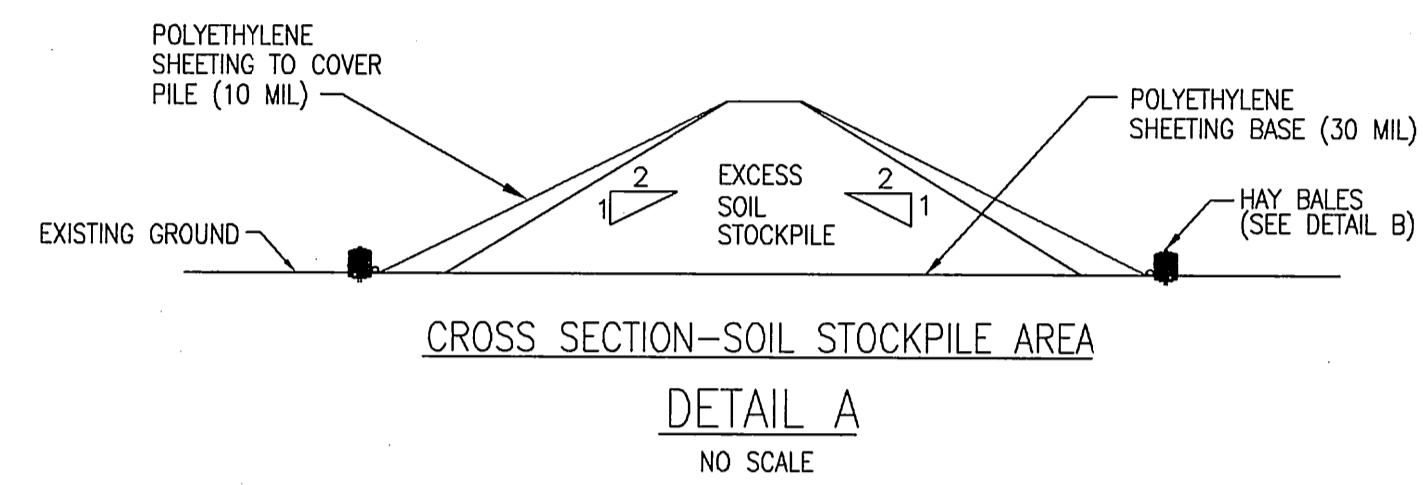 POLYETHYLENE
SHEETING TO COVER
PILE (10 MIL)
POLYETHYLENE
SHEETING BASE (30 MIL)
2
1
EXCESS
SOIL
STOCKPILE
2
1
HAY BALES
(SEE DETAIL B)
EXISTING GROUND
CROSS SECTION-SOIL STOCKPILE AREA
DETAIL A
NO SCALE